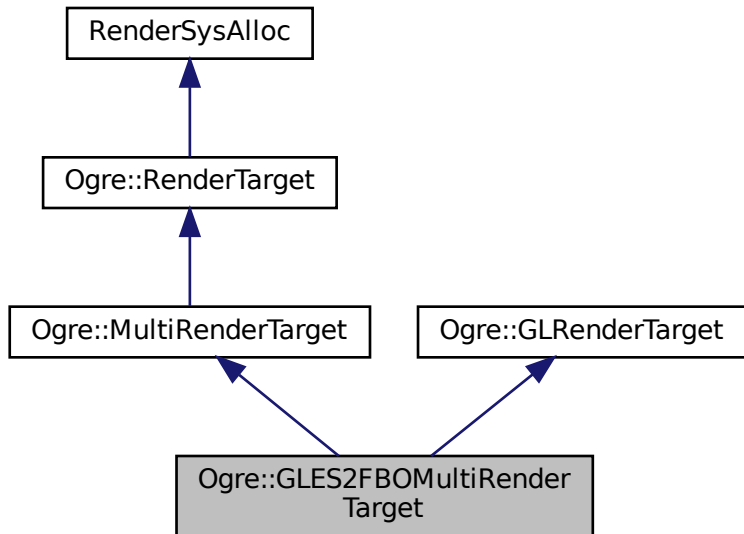 RenderSysAlloc
Ogre::RenderTarget
Ogre::MultiRenderTarget
Ogre::GLRenderTarget
Ogre::GLES2FBOMultiRender
Target